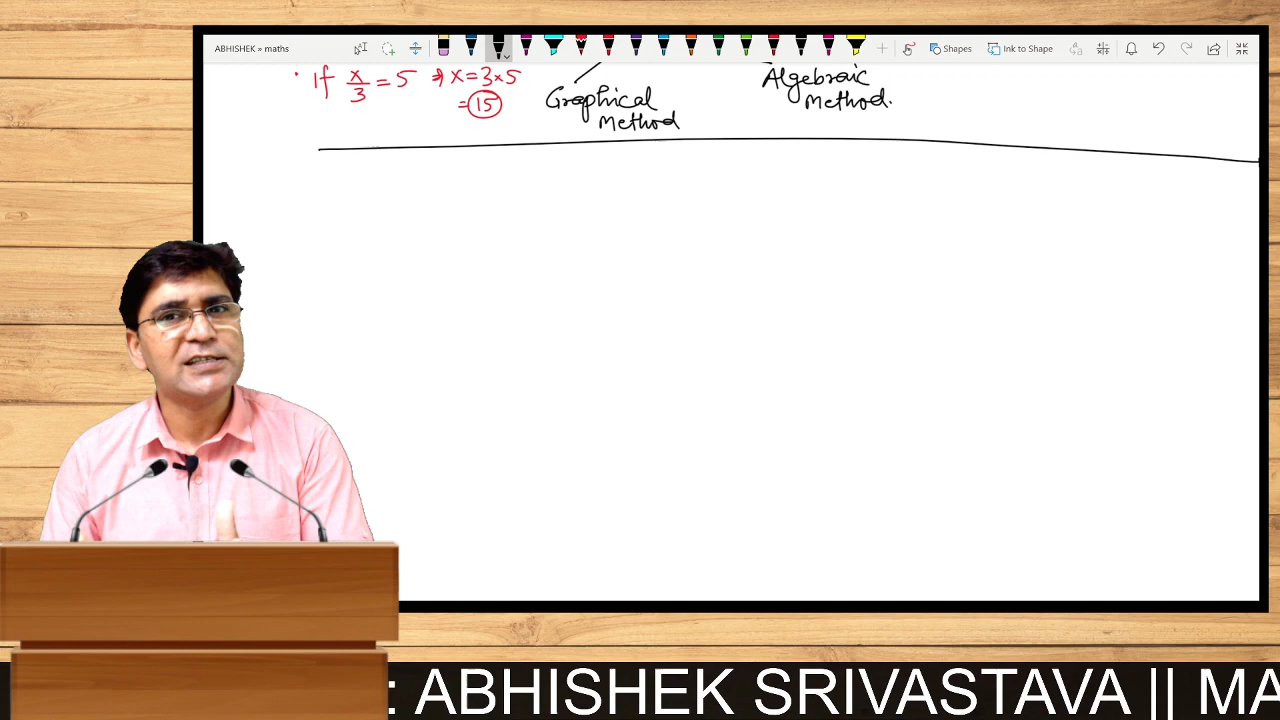 ABHISHEK » maths
Shapes
Ink to Shape
If x/3 = 5 ⇒ x = 3×5
= 15
Graphical
Method
Algebraic
Method.
: ABHISHEK SRIVASTAVA || MA